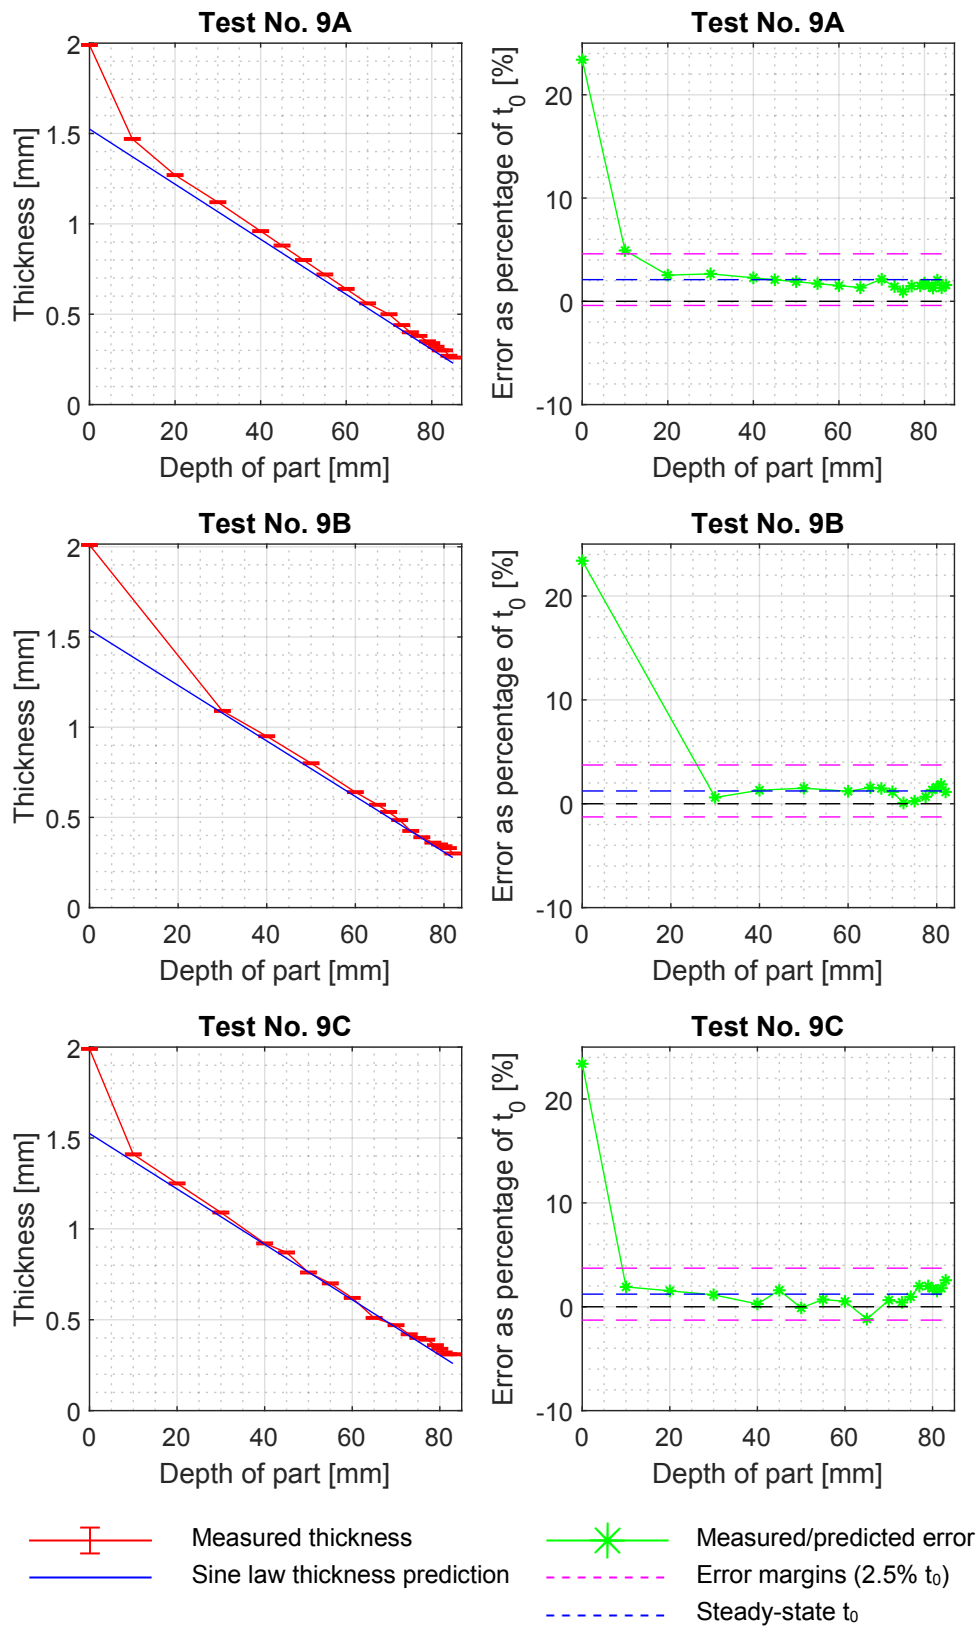 Test No. 9A
Test No. 9A
Thickness [mm]
2
1.5
1
0.5
0
0 20 40 60 80
Depth of part [mm]
Error as percentage of t0 [%]
20
10
0
-10
0 20 40 60 80
Depth of part [mm]
Test No. 9B
Test No. 9B
Thickness [mm]
2
1.5
1
0.5
0
0 20 40 60 80
Depth of part [mm]
Error as percentage of t0 [%]
20
10
0
-10
0 20 40 60 80
Depth of part [mm]
Test No. 9C
Test No. 9C
Thickness [mm]
2
1.5
1
0.5
0
0 20 40 60 80
Depth of part [mm]
Error as percentage of t0 [%]
20
10
0
-10
0 20 40 60 80
Depth of part [mm]
Measured thickness
Sine law thickness prediction
Measured/predicted error
Error margins (2.5% t0)
Steady-state t0